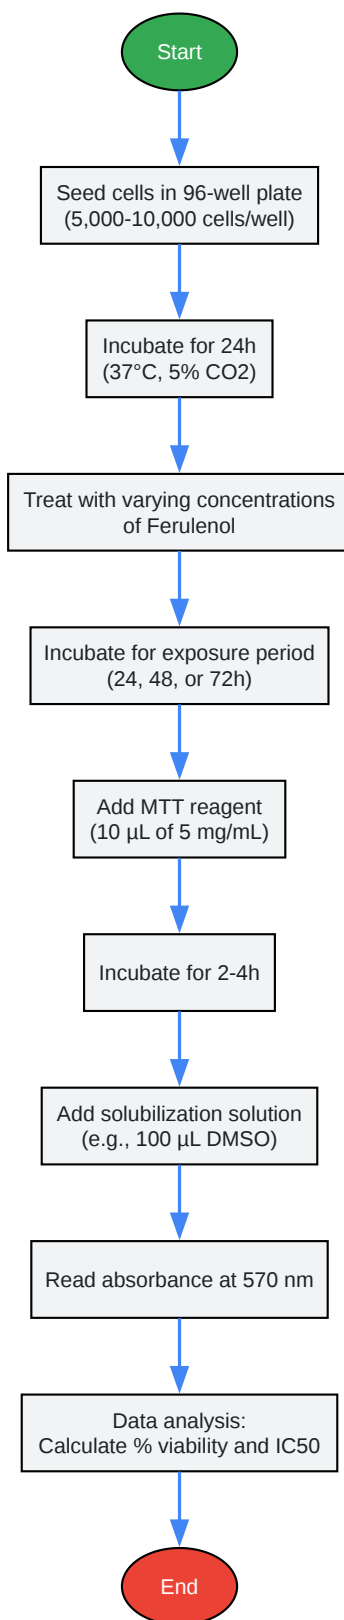 Start
Seed cells in 96-well plate
(5,000-10,000 cells/well)
Incubate for 24h
(37°C, 5% CO2)
Treat with varying concentrations
of Ferulenol
Incubate for exposure period
(24, 48, or 72h)
Add MTT reagent
(10 µL of 5 mg/mL)
Incubate for 2-4h
Add solubilization solution
(e.g., 100 µL DMSO)
Read absorbance at 570 nm
Data analysis:
Calculate % viability and IC50
End